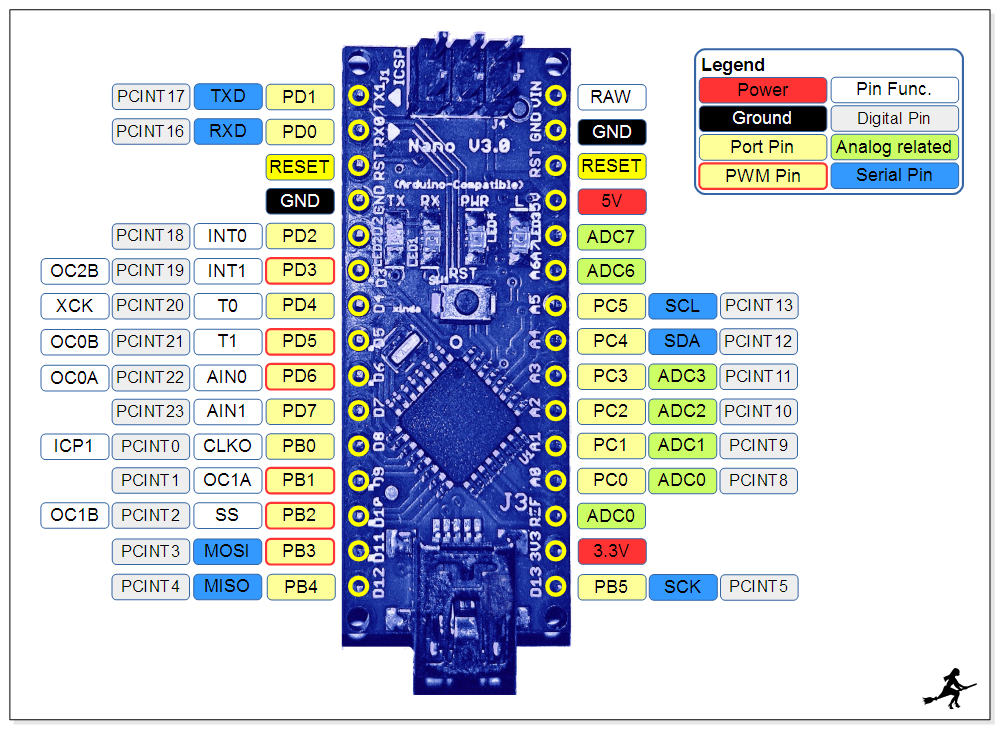 Legend
Power Pin Func.
Ground Digital Pin
Port Pin Analog related
PWM Pin Serial Pin
PCINT17 TXD PD1 TX1 VIN RAW
PCINT16 RXD PD0 RX0 GND GND
RESET RST RST RESET
GND GND 5V 5V
PCINT18 INT0 PD2 D2 A7 ADC7
OC2B PCINT19 INT1 PD3 D3 A6 ADC6
XCK PCINT20 T0 PD4 D4 A5 PC5 SCL PCINT13
OC0B PCINT21 T1 PD5 D5 A4 PC4 SDA PCINT12
OC0A PCINT22 AIN0 PD6 D6 A3 PC3 ADC3 PCINT11
PCINT23 AIN1 PD7 D7 A2 PC2 ADC2 PCINT10
ICP1 PCINT0 CLKO PB0 D8 A1 PC1 ADC1 PCINT9
PCINT1 OC1A PB1 D9 A0 PC0 ADC0 PCINT8
OC1B PCINT2 SS PB2 REF ADC0
PCINT3 MOSI PB3 D11 3V3 3.3V
PCINT4 MISO PB4 D12 D13 PB5 SCK PCINT5
J1
ICSP
J4
Nano V3.0
(Arduino-Compatible)
TX RX PWR L
LED2 LED1 LED4 LED3
RST
J3